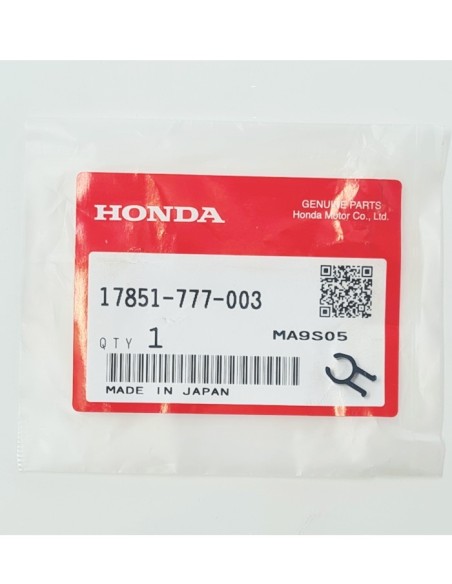 HONDA
GENUINE PARTS
Honda Motor Co., Ltd.
17851-777-003
QTY 1
MA9S05
MADE IN JAPAN